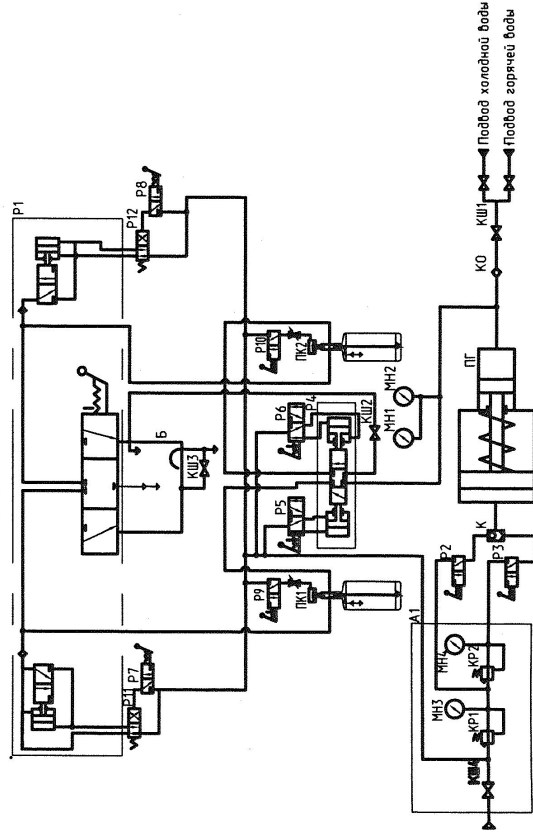 Подвод холодной воды
Подвод горячей воды
КШ1
КО
ПГ
МН2
МН1
К
Р2
Р3
Р1
Р8
Р12
Р10
ПК2
Р6
Р4
КШ2
Б
КШ3
Р5
Р9
ПК1
Р7
Р11
А1
МН4
КР2
МН3
КР1